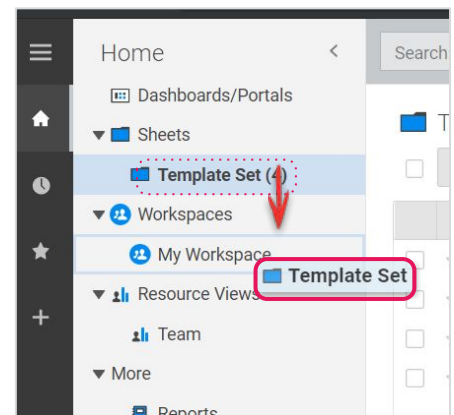 Home
Search
Dashboards/Portals
Sheets
Template Set (4)
Workspaces
My Workspace
Template Set
Resource Views
Team
More
Reports